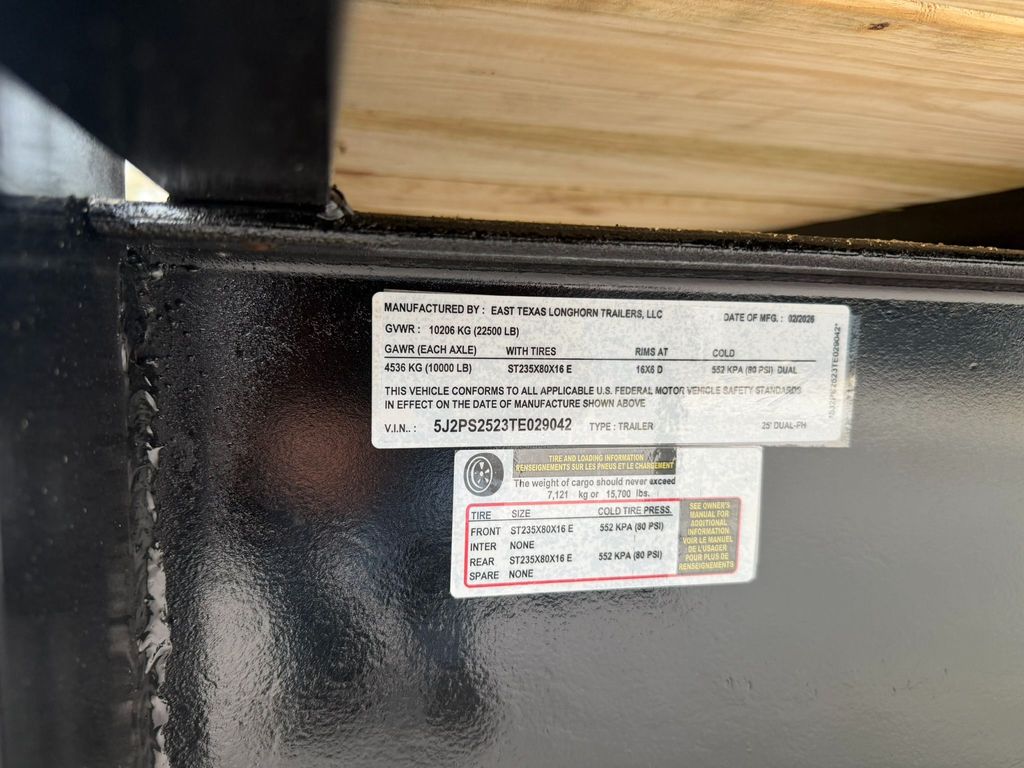 MANUFACTURED BY : EAST TEXAS LONGHORN TRAILERS, LLC DATE OF MFG. : 02/2026
GVWR : 10206 KG (22500 LB)
GAWR (EACH AXLE) WITH TIRES RIMS AT COLD
4536 KG (10000 LB) ST235X80X16 E 16X6 D 552 KPA (80 PSI) DUAL
THIS VEHICLE CONFORMS TO ALL APPLICABLE U.S. FEDERAL MOTOR VEHICLE SAFETY STANDARDS
IN EFFECT ON THE DATE OF MANUFACTURE SHOWN ABOVE
V.I.N.. : 5J2PS2523TE029042 TYPE : TRAILER 25' DUAL-FH
*5J2PS2523TE029042*
TIRE AND LOADING INFORMATION
RENSEIGNEMENTS SUR LES PNEUS ET LE CHARGEMENT
The weight of cargo should never exceed
7,121 kg or 15,700 lbs.
TIRE SIZE COLD TIRE PRESS.
FRONT ST235X80X16 E 552 KPA (80 PSI)
INTER NONE
REAR ST235X80X16 E 552 KPA (80 PSI)
SPARE NONE
SEE OWNER'S
MANUAL FOR
ADDITIONAL
INFORMATION
VOIR LE MANUEL
DE L'USAGER
POUR PLUS DE
RENSEIGNEMENTS